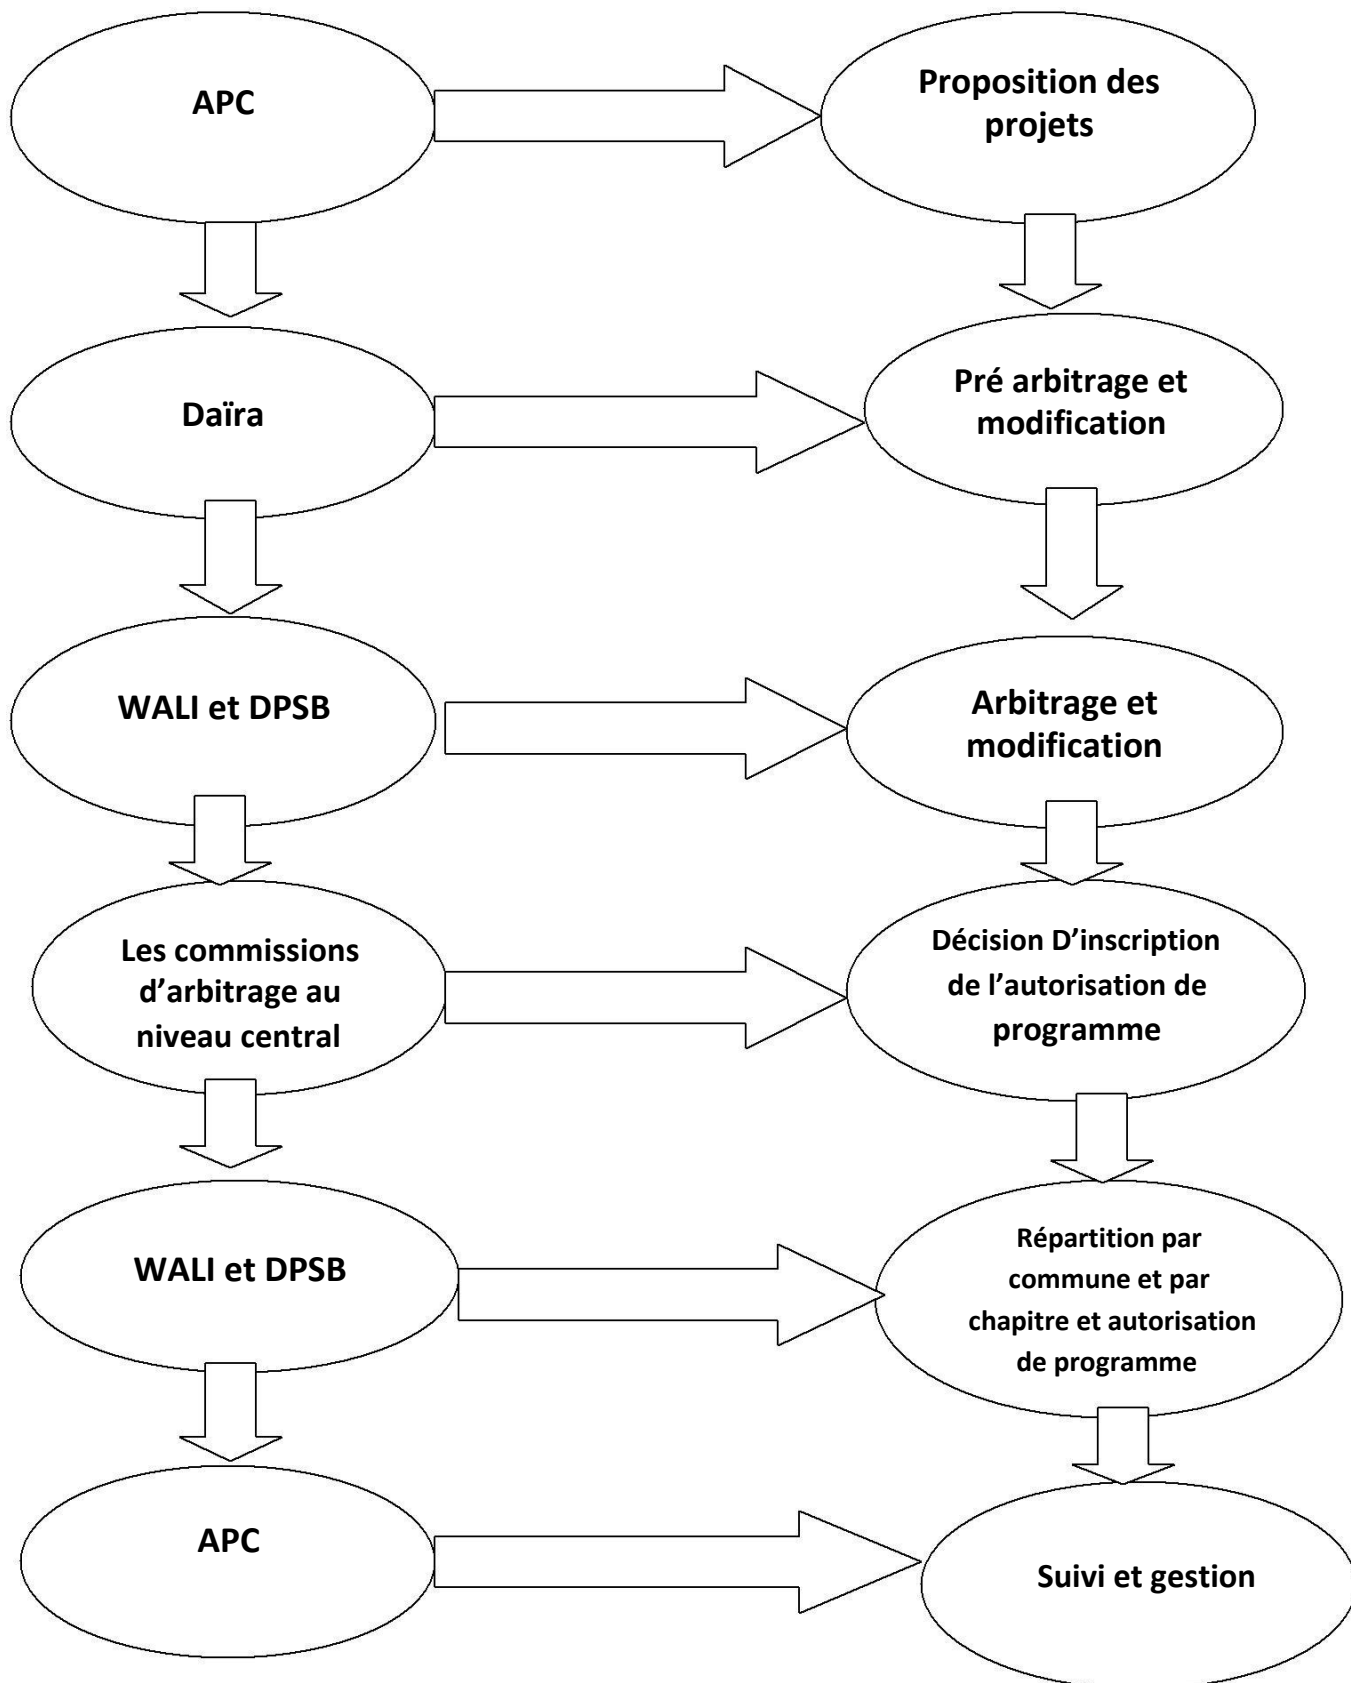 APC
Proposition des
projets
Daïra
Pré arbitrage et
modification
WALI et DPSB
Arbitrage et
modification
Les commissions
d’arbitrage au
niveau central
Décision D’inscription
de l’autorisation de
programme
WALI et DPSB
Répartition par
commune et par
chapitre et autorisation
de programme
APC
Suivi et gestion